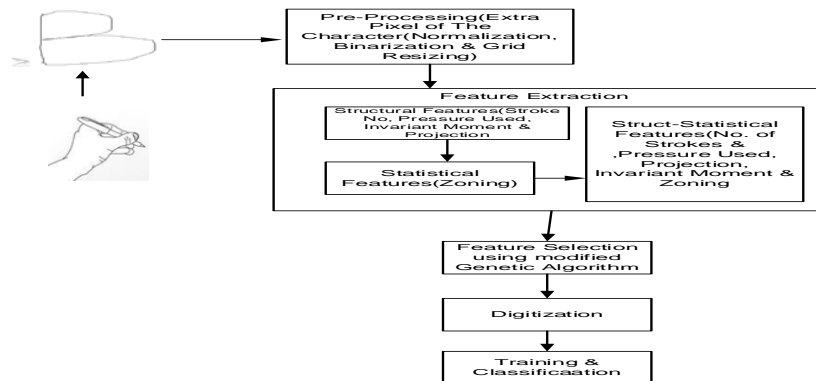 Pre-Processing(Extra
Pixel of The
Character(Normalization,
Binarization & Grid
Resizing)
Feature Extraction
Structural Features(Stroke
No, Pressure Used,
Invariant Moment &
Projection
Statistical
Features(Zoning)
Struct-Statistical
Features(No. of
Strokes &
,Pressure Used,
Projection,
Invariant Moment &
Zoning
Feature Selection
using modified
Genetic Algorithm
Digitization
Training &
Classificaation